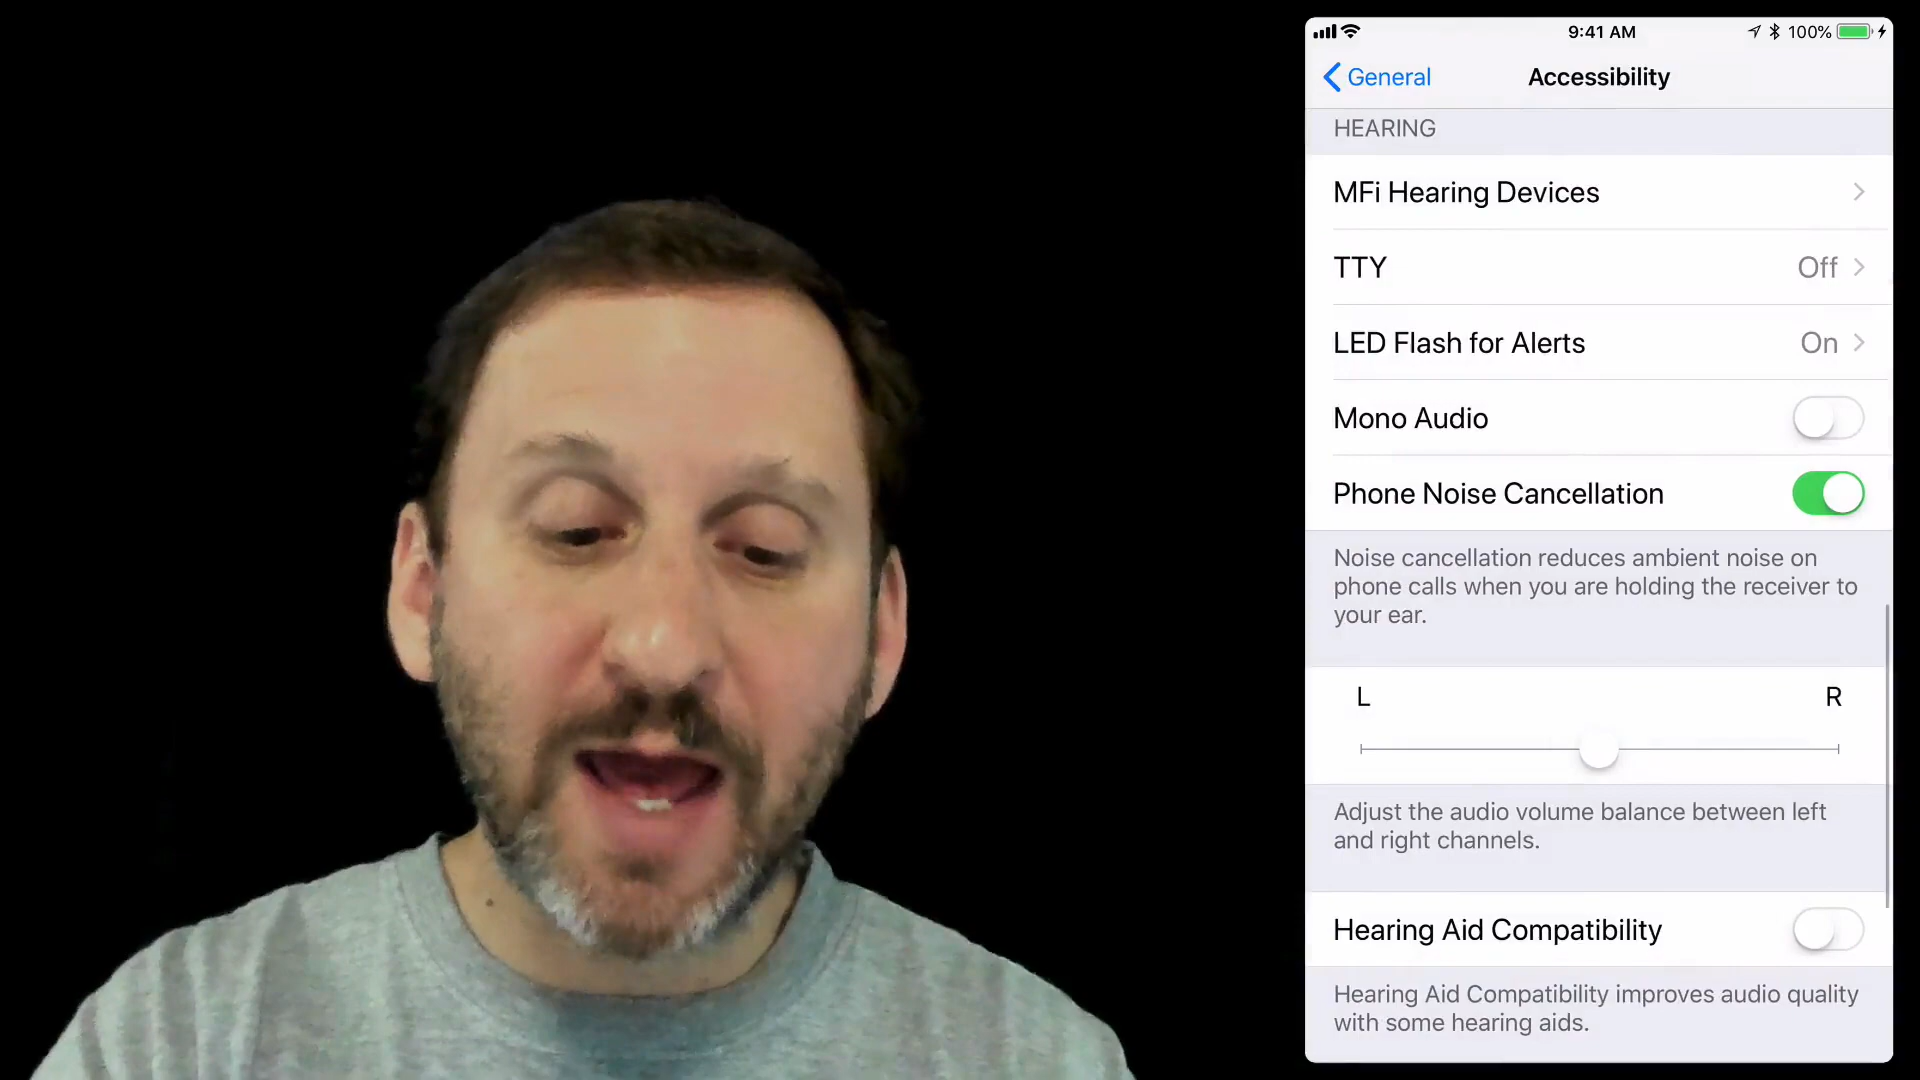 9:41 AM
100%
General
Accessibility
HEARING
MFi Hearing Devices
TTY
Off
LED Flash for Alerts
On
Mono Audio
Phone Noise Cancellation
Noise cancellation reduces ambient noise on
phone calls when you are holding the receiver to
your ear.
L
R
Adjust the audio volume balance between left
and right channels.
Hearing Aid Compatibility
Hearing Aid Compatibility improves audio quality
with some hearing aids.